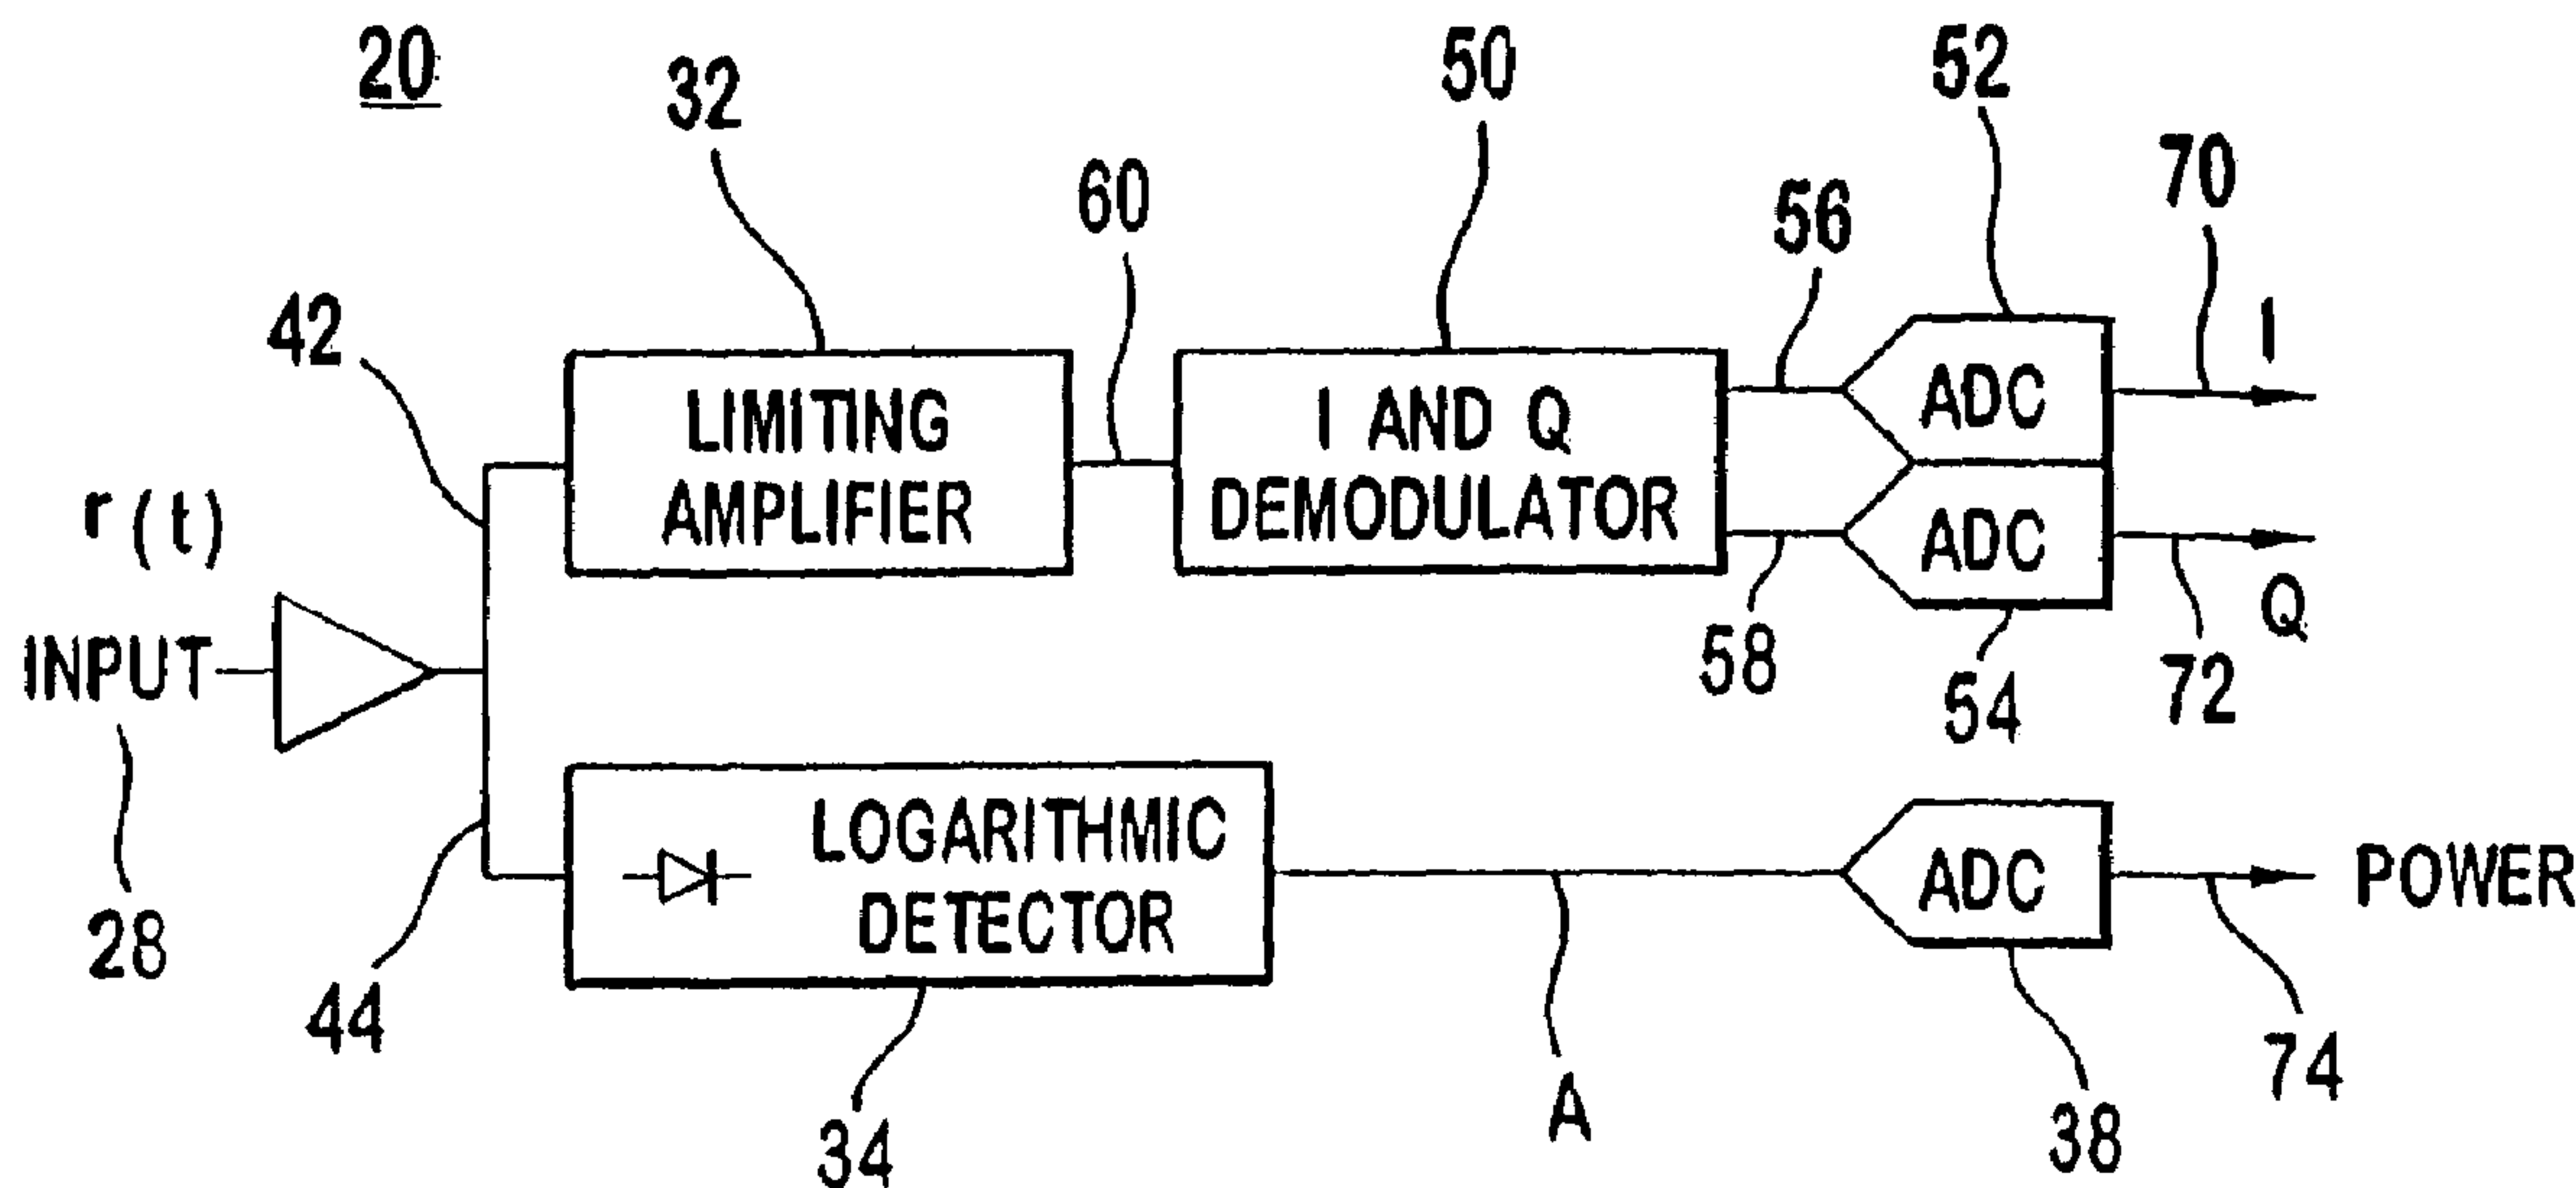 20
32
50
52
60
56
70
I
42
LIMITING
AMPLIFIER
I AND Q
DEMODULATOR
ADC
ADC
r(t)
INPUT
58
54
72
Q
28
44
LOGARITHMIC
DETECTOR
ADC
POWER
34
A
38
74